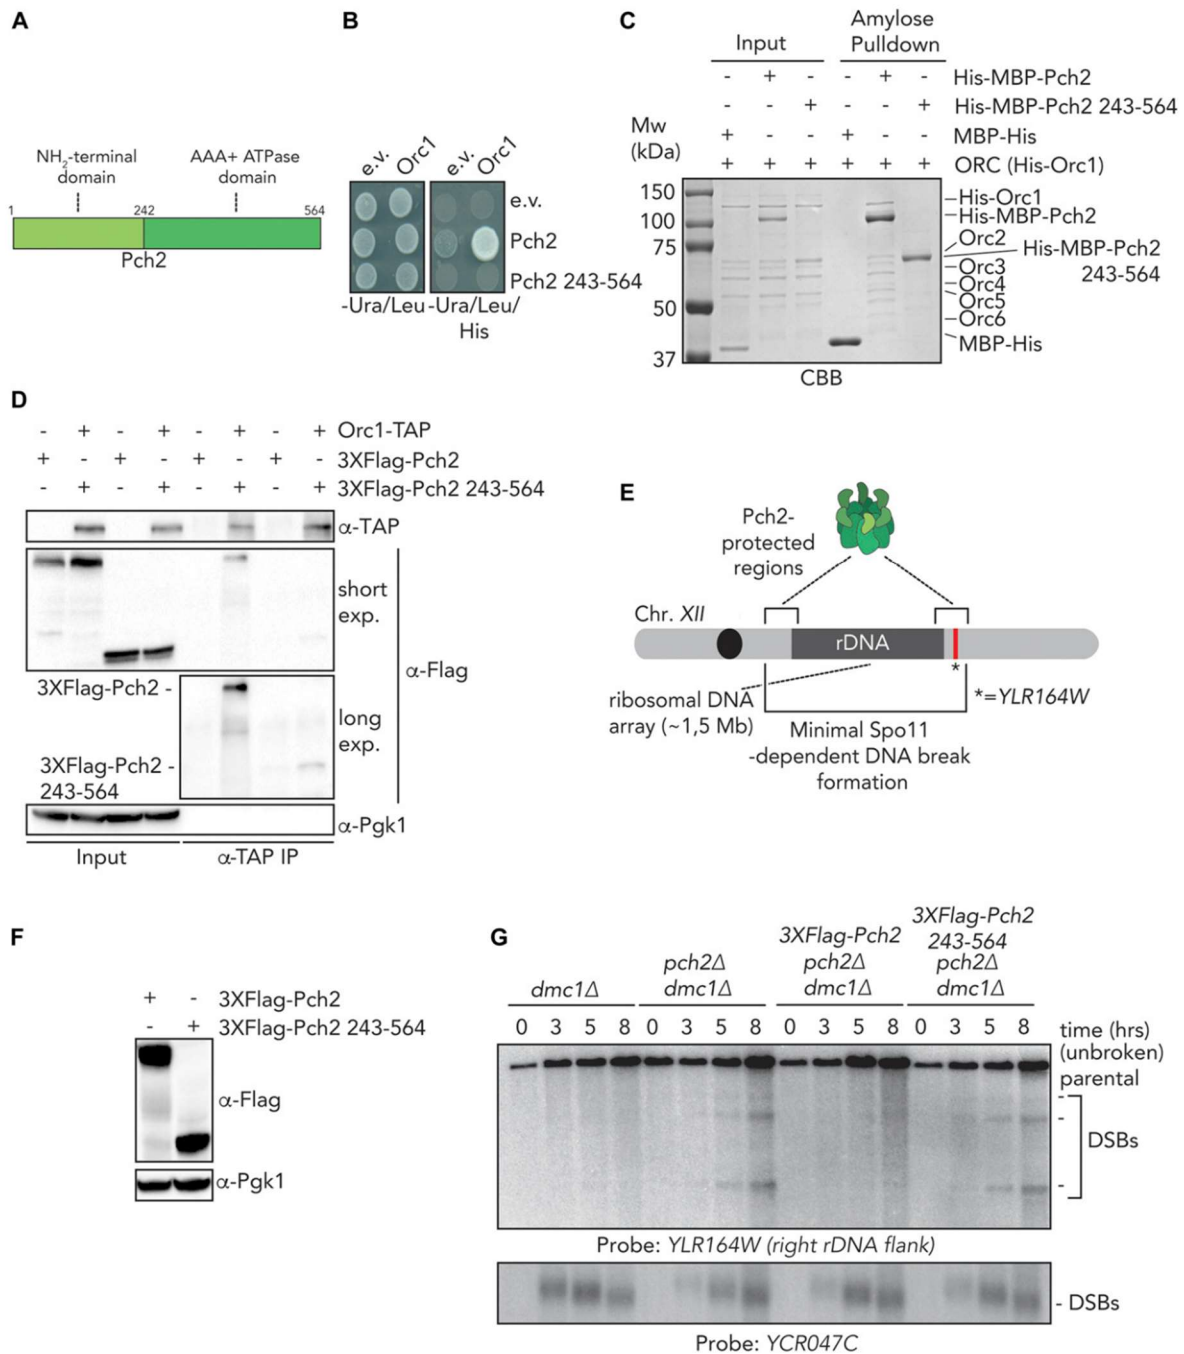 A
NH2-terminal
domain
AAA+ ATPase
domain
1
242
564
Pch2
B
e.v.
Orc1
e.v.
Orc1
e.v.
Pch2
Pch2 243-564
-Ura/Leu
-Ura/Leu/
His
C
Input
Amylose
Pulldown
- + - - + - His-MBP-Pch2
- - + - - + His-MBP-Pch2 243-564
+ - - + - - MBP-His
+ + + + + + ORC (His-Orc1)
Mw
(kDa)
150
100
75
50
37
His-Orc1
His-MBP-Pch2
Orc2
His-MBP-Pch2
243-564
Orc3
Orc4
Orc5
Orc6
MBP-His
CBB
D
- + - + - + - + Orc1-TAP
+ - + - + - + - 3XFlag-Pch2
- + - + - + - + 3XFlag-Pch2 243-564
α-TAP
short
exp.
α-Flag
3XFlag-Pch2 -
long
exp.
3XFlag-Pch2 -
243-564
α-Pgk1
Input
α-TAP IP
E
Pch2-
protected
regions
Chr. XII
rDNA
*
*=YLR164W
ribosomal DNA
array (~1,5 Mb)
Minimal Spo11
-dependent DNA break
formation
F
+ - 3XFlag-Pch2
- + 3XFlag-Pch2 243-564
α-Flag
α-Pgk1
G
dmc1Δ
pch2Δ
dmc1Δ
3XFlag-Pch2
pch2Δ
dmc1Δ
3XFlag-Pch2
243-564
pch2Δ
dmc1Δ
0 3 5 8 0 3 5 8 0 3 5 8 0 3 5 8 time (hrs)
(unbroken)
parental
DSBs
Probe: YLR164W (right rDNA flank)
- DSBs
Probe: YCR047C